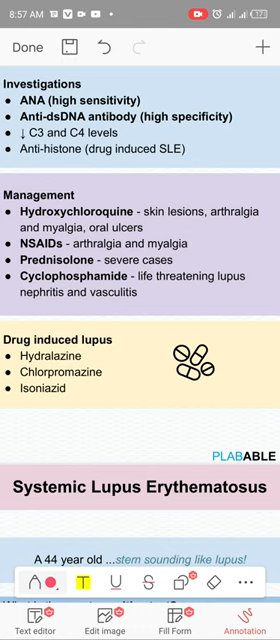 8:57 AM
17
Done
Investigations
● ANA (high sensitivity)
● Anti-dsDNA antibody (high specificity)
● ↓ C3 and C4 levels
● Anti-histone (drug induced SLE)
Management
● Hydroxychloroquine - skin lesions, arthralgia
and myalgia, oral ulcers
● NSAIDs - arthralgia and myalgia
● Prednisolone - severe cases
● Cyclophosphamide - life threatening lupus
nephritis and vasculitis
Drug induced lupus
● Hydralazine
● Chlorpromazine
● Isoniazid
PLABABLE
Systemic Lupus Erythematosus
A 44 year old ...stem sounding like lupus!
Text editor
Edit image
Fill Form
Annotation